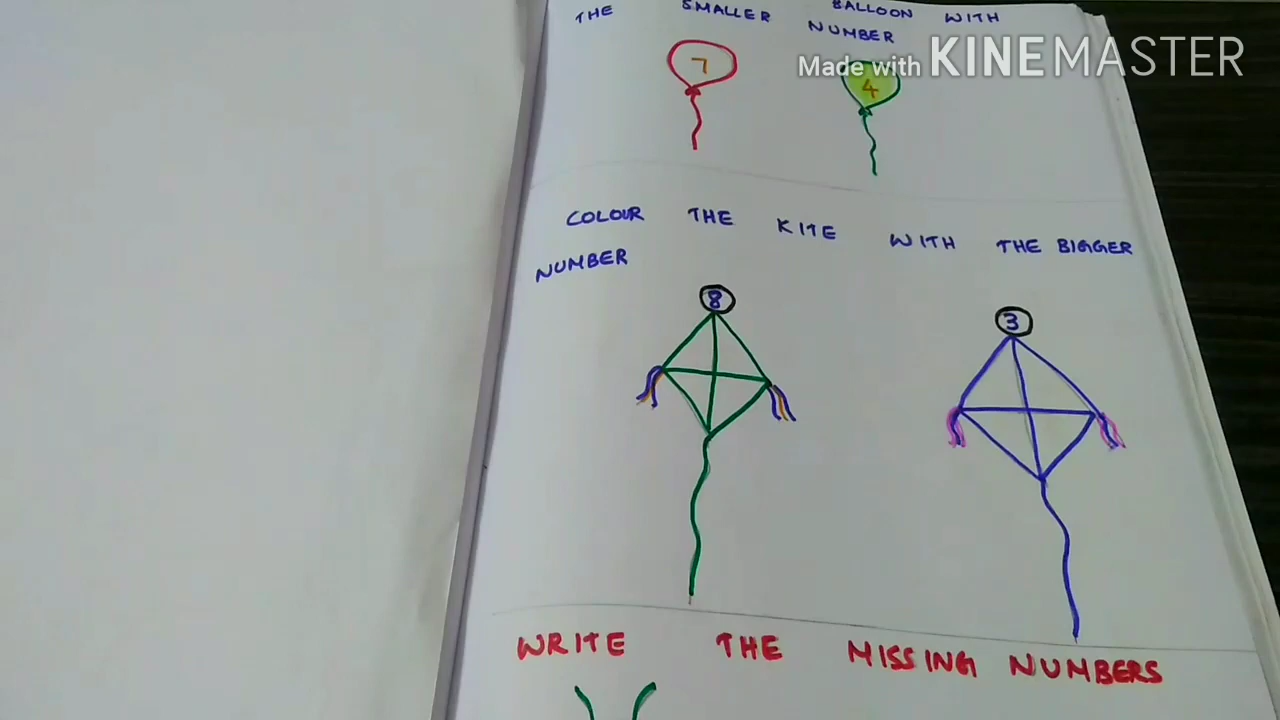 THE SMALLER BALLOON WITH
NUMBER
Made with KINEMASTER
7 4
COLOUR THE KITE WITH THE BIGGER
NUMBER
8 3
WRITE THE MISSING NUMBERS